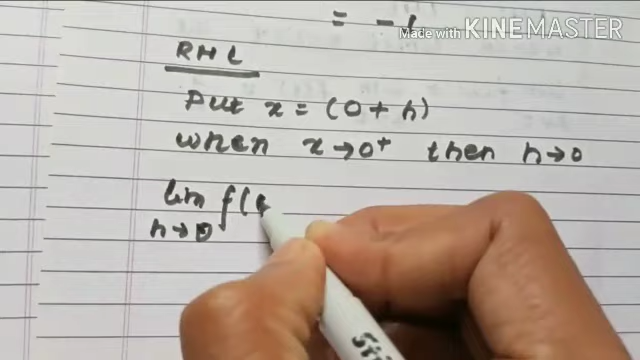 = -1
Made with KINEMASTER
RHL
Put x = (0 + h)
when x→0+ then h→0
lim f(
h→0